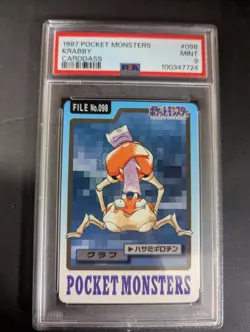 1997 POCKET MONSTERS #098
KRABBY MINT
CARDDASS 9
PSA
100347724
FILE No.098
ポケットモンスター
▶ハサミギロチン
クラブ
POCKET MONSTERS